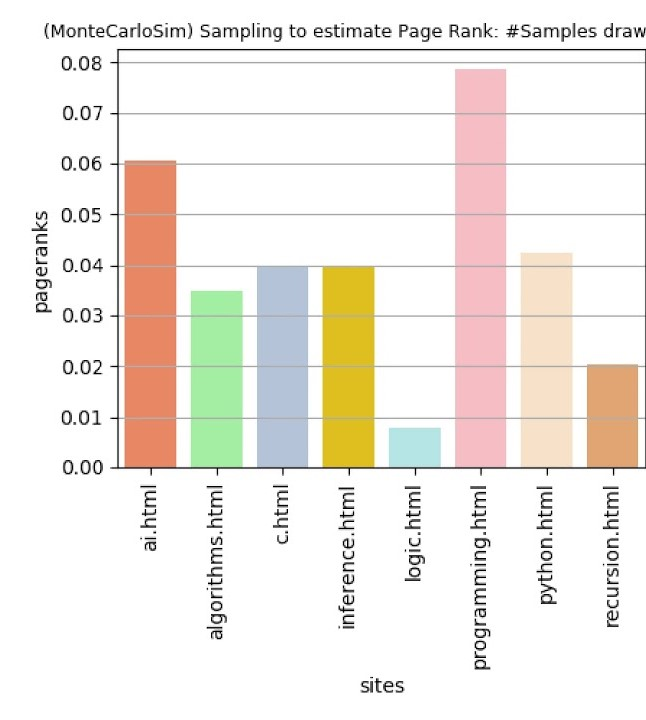 (MonteCarloSim) Sampling to estimate Page Rank: #Samples draw
0.08
0.07
0.06
0.05
0.04
0.03
0.02
0.01
0.00
pageranks
ai.html
algorithms.html
c.html
inference.html
logic.html
programming.html
python.html
recursion.html
sites